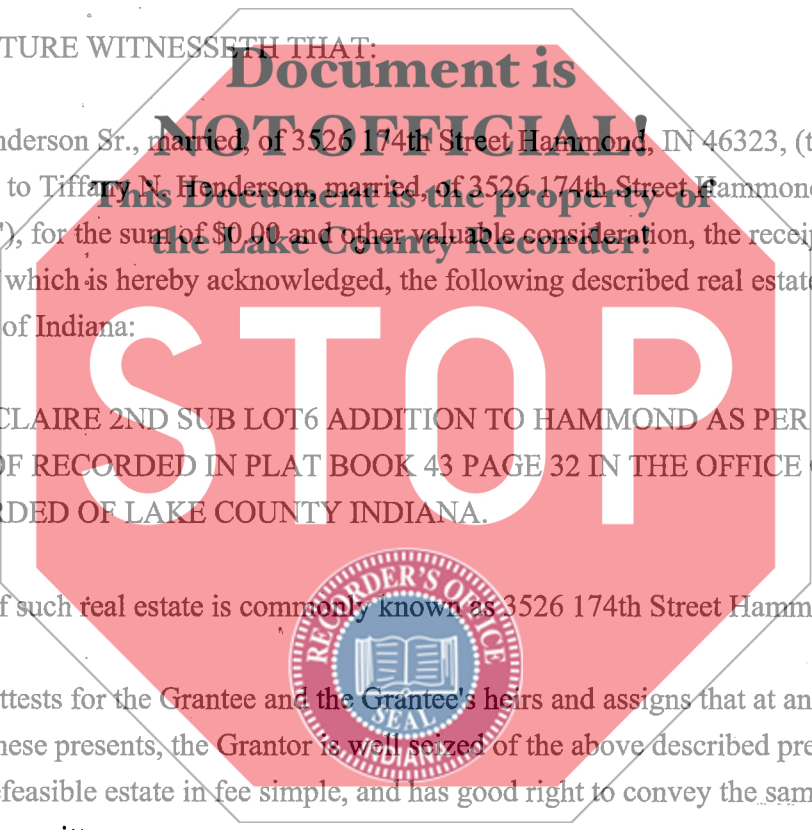 TURE WITNESSETH THAT:
Document is
NOT OFFICIAL!
nderson Sr., married, of 3526 174th Street Hammond, IN 46323, (t
to Tiffany N. Henderson, married, of 3526 174th Street Hammond
This Document is the property of
"), for the sum of $0.00 and other valuable consideration, the receip
the Lake County Recorder!
which is hereby acknowledged, the following described real estate
of Indiana:
STOP
CLAIRE 2ND SUB LOT6 ADDITION TO HAMMOND AS PER
OF RECORDED IN PLAT BOOK 43 PAGE 32 IN THE OFFICE
RDED OF LAKE COUNTY INDIANA.
RECORDER'S OFFICE
f such real estate is commonly known as 3526 174th Street Hamm
SEAL
INDIANA
ttests for the Grantee and the Grantee's heirs and assigns that at an
hese presents, the Grantor is well seized of the above described pre
feasible estate in fee simple, and has good right to convey the sam